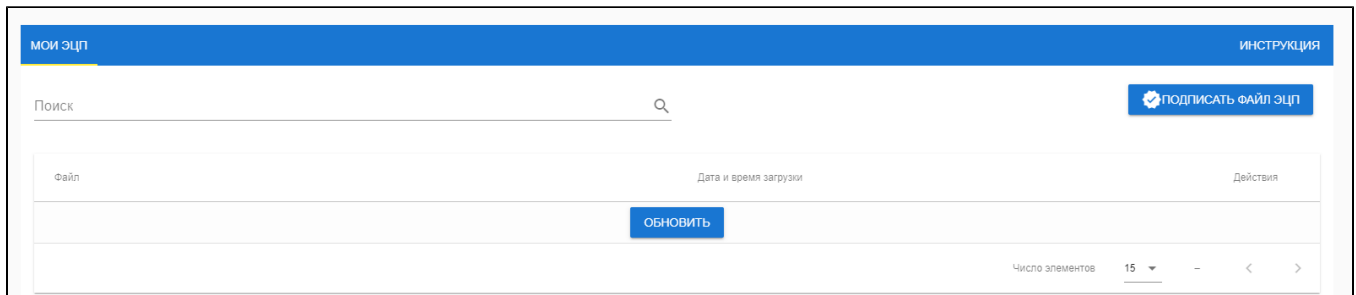 МОИ ЭЦП ИНСТРУКЦИЯ
Поиск ПОДПИСАТЬ ФАЙЛ ЭЦП
Файл Дата и время загрузки Действия
ОБНОВИТЬ
Число элементов 15 –